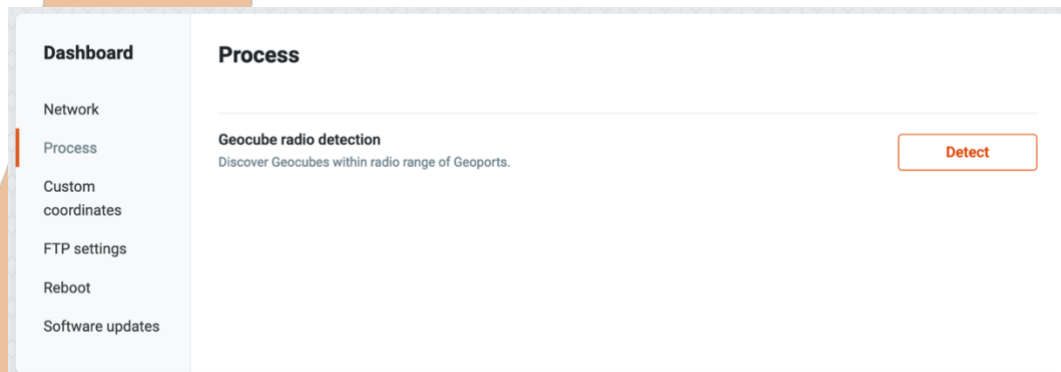 Dashboard
Network
Process
Custom
coordinates
FTP settings
Reboot
Software updates
Process
Geocube radio detection
Discover Geocubes within radio range of Geoports.
Detect